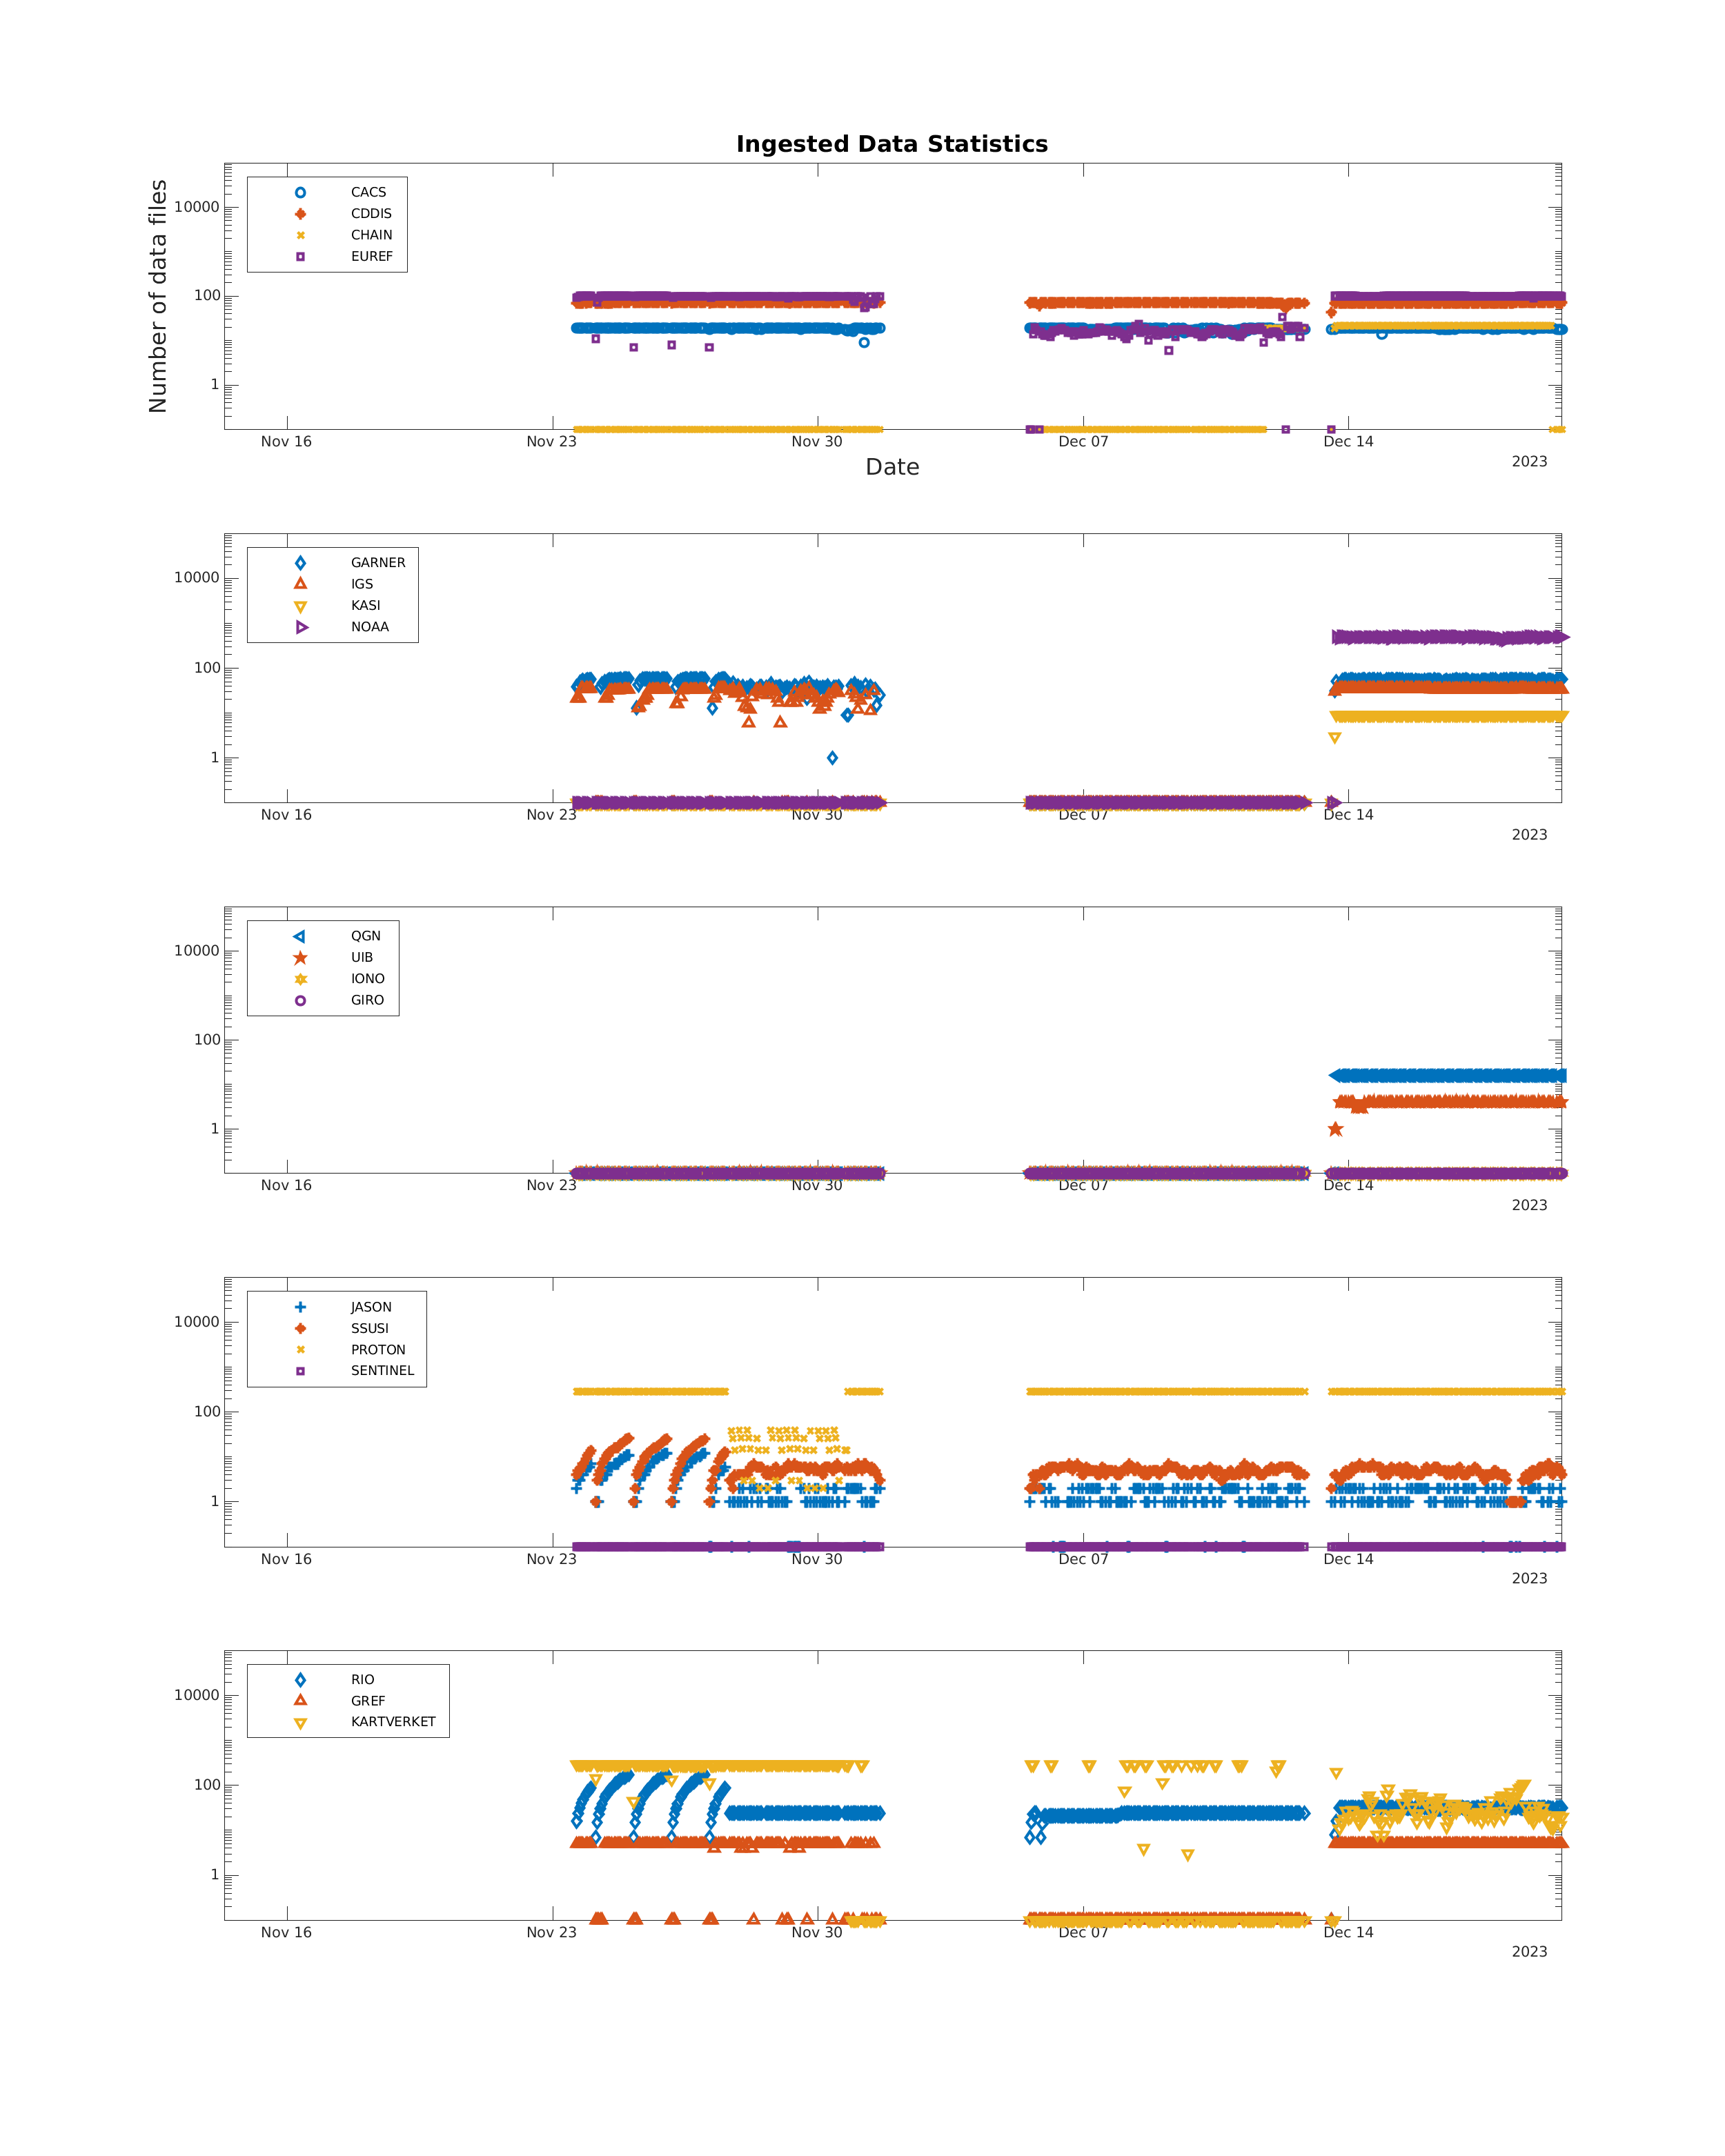 Ingested Data Statistics
Number of data files
10000
100
1
CACS
CDDIS
CHAIN
EUREF
Nov 16 Nov 23 Nov 30 Dec 07 Dec 14
2023
Date
10000
100
1
GARNER
IGS
KASI
NOAA
Nov 16 Nov 23 Nov 30 Dec 07 Dec 14
2023
10000
100
1
QGN
UIB
IONO
GIRO
Nov 16 Nov 23 Nov 30 Dec 07 Dec 14
2023
10000
100
1
JASON
SSUSI
PROTON
SENTINEL
Nov 16 Nov 23 Nov 30 Dec 07 Dec 14
2023
10000
100
1
RIO
GREF
KARTVERKET
Nov 16 Nov 23 Nov 30 Dec 07 Dec 14
2023